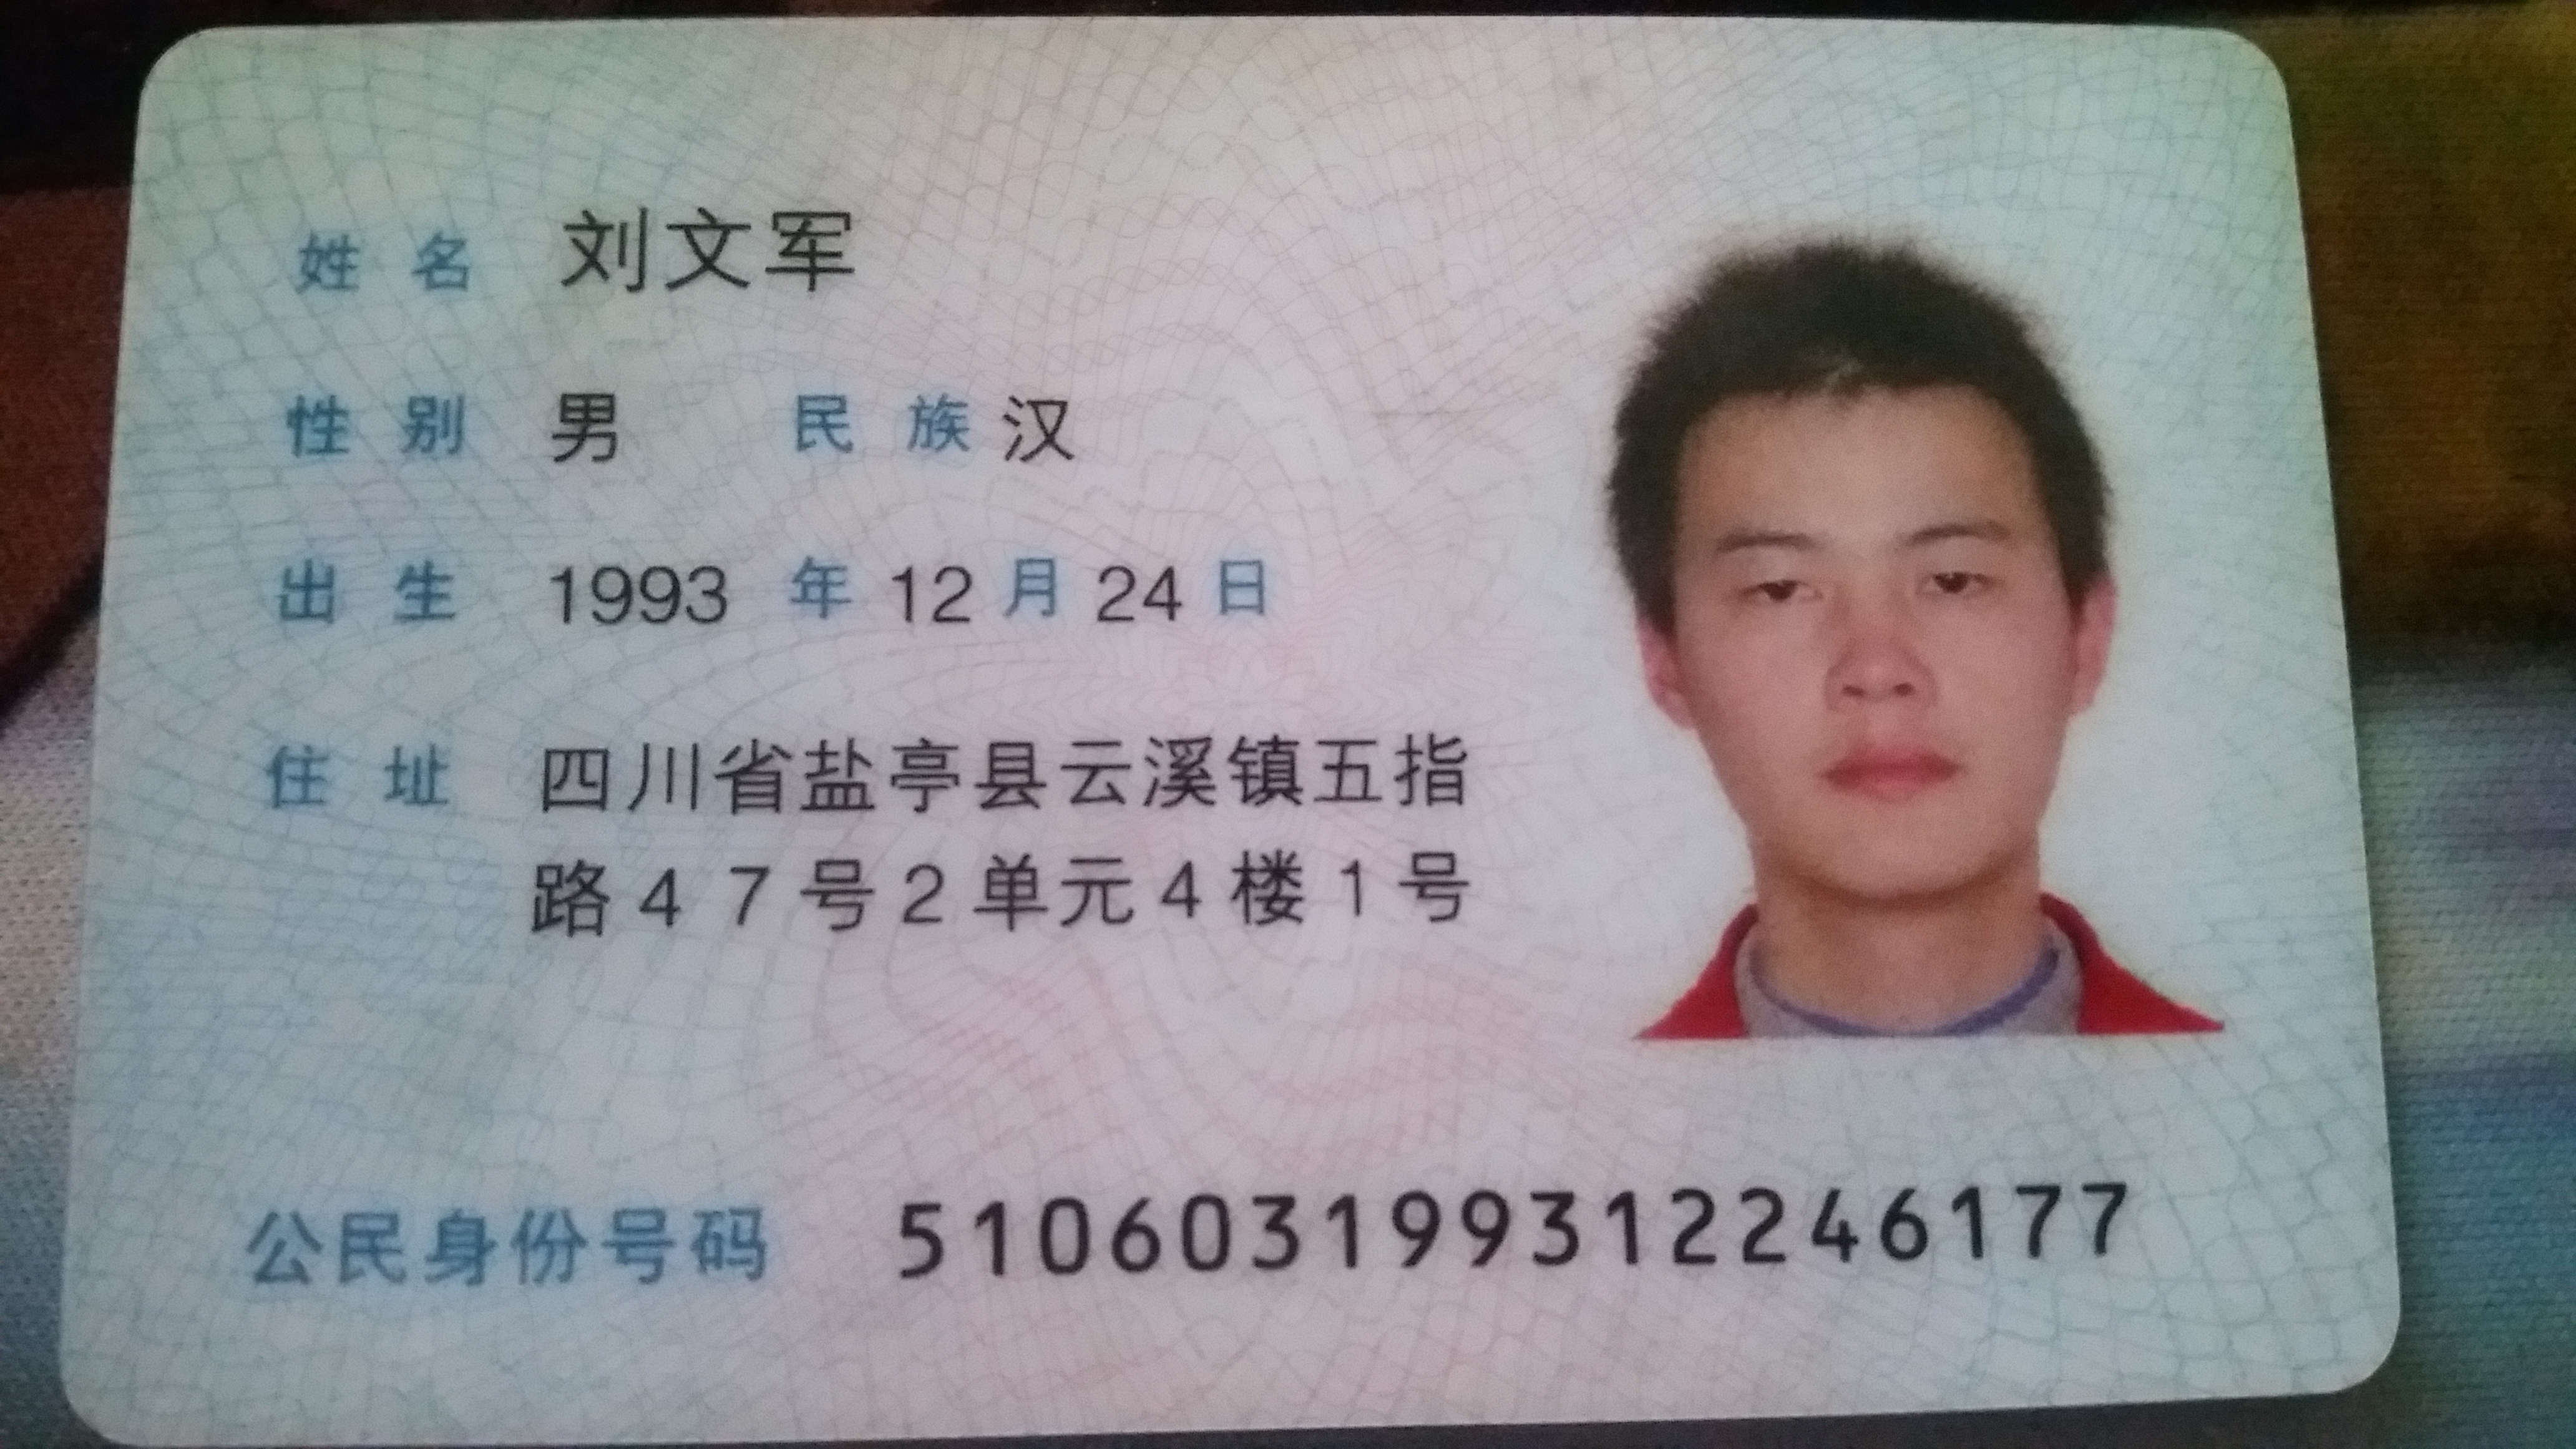 姓名 刘文军
性别 男 民族 汉
出生 1993 年 12 月 24 日
住址 四川省盐亭县云溪镇五指
路47号2单元4楼1号
公民身份号码 510603199312246177